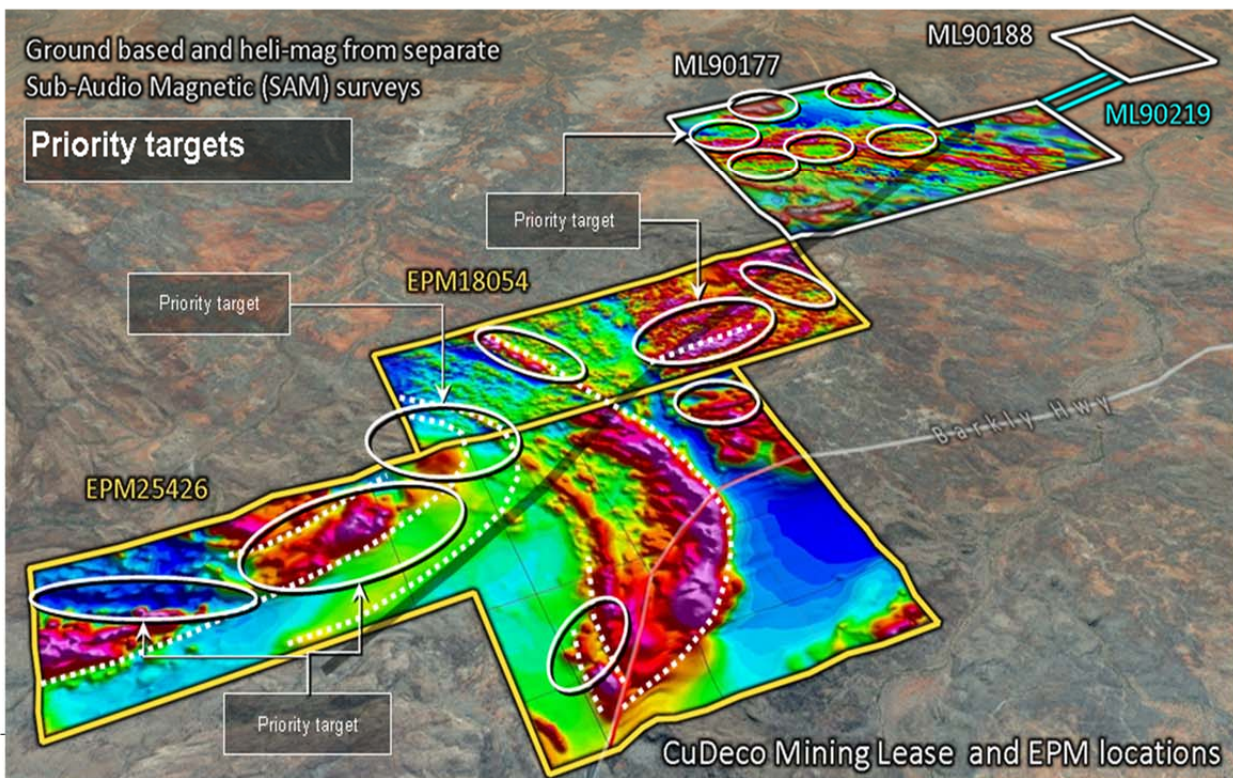 Ground based and heli-mag from separate
Sub-Audio Magnetic (SAM) surveys
Priority targets
ML90188
ML90177
ML90219
Priority target
EPM18054
Priority target
Barkly Hwy
EPM25426
Priority target
CuDeco Mining Lease and EPM locations